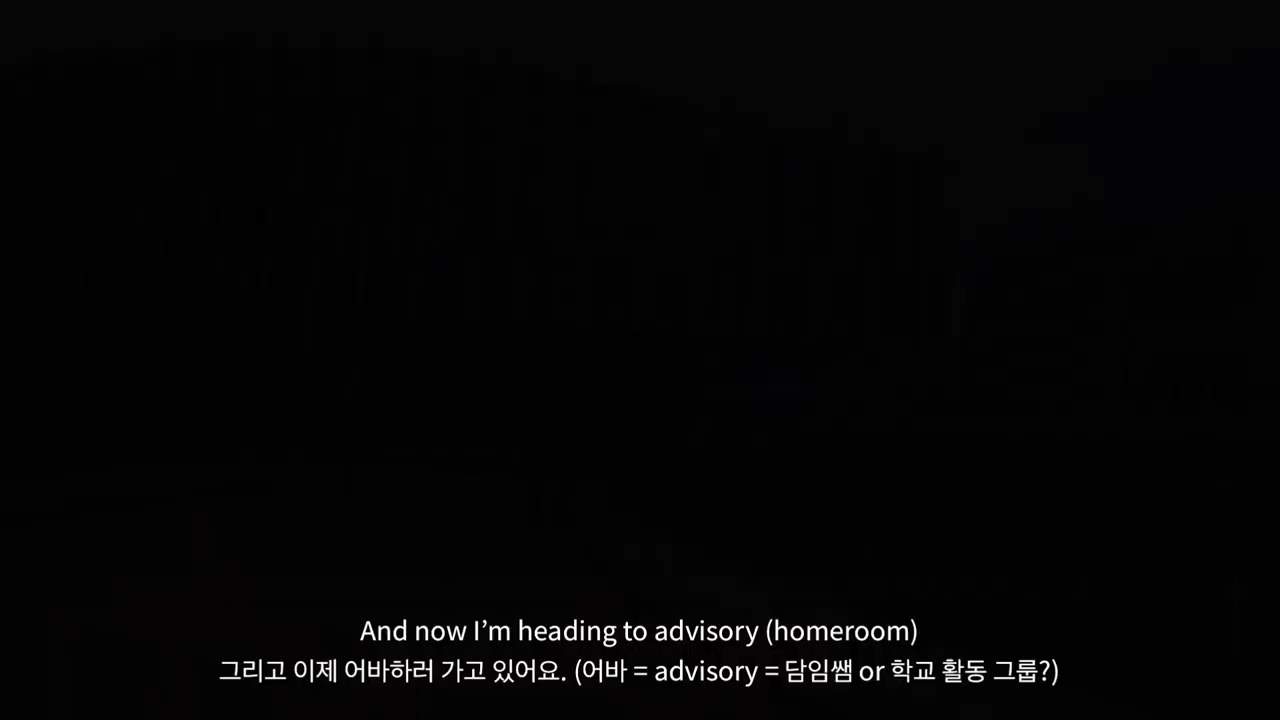 And now I’m heading to advisory (homeroom)
그리고 이제 어바하러 가고 있어요. (어바 = advisory = 담임쌤 or 학교 활동 그룹?)